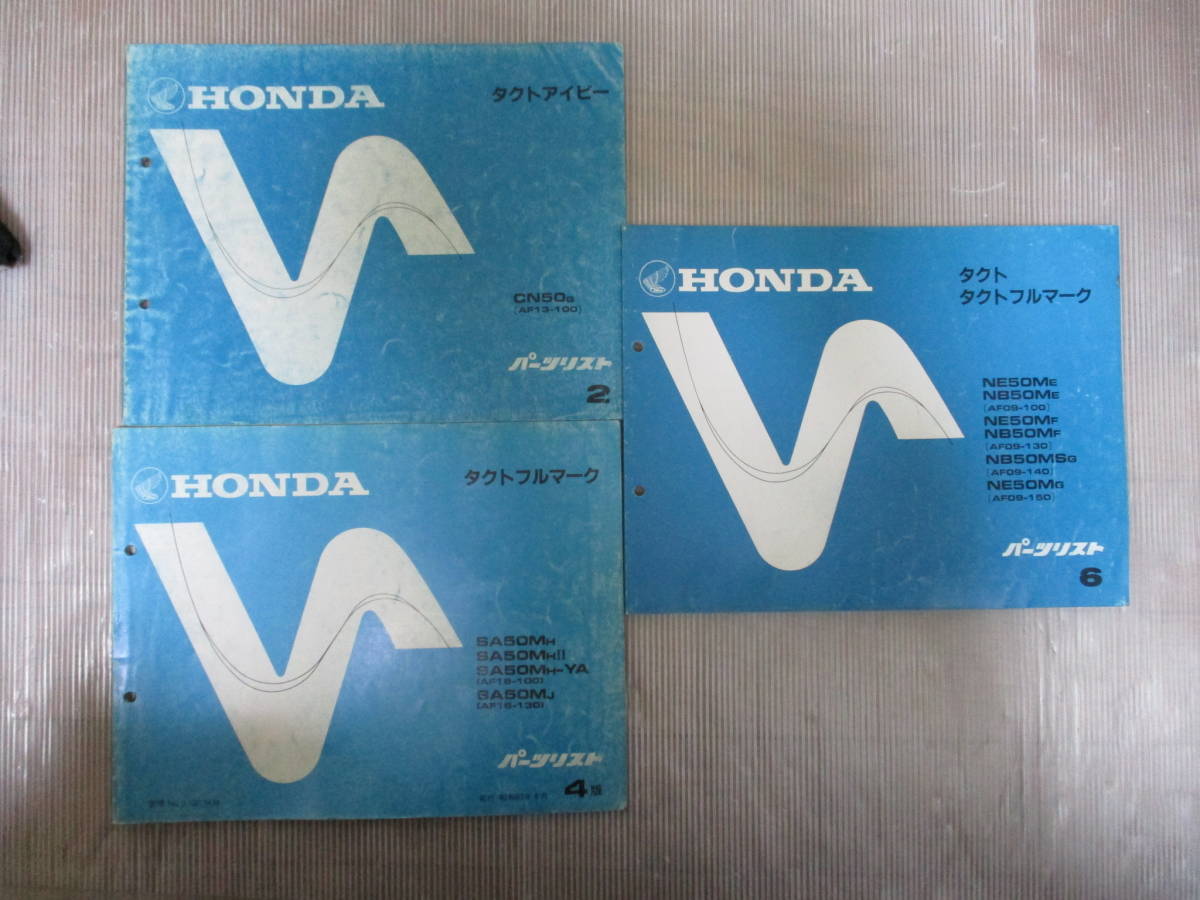 HONDA
タクトアイビー
CN50G
(AF13-100)
パーツリスト
2
HONDA
タクト
タクトフルマーク
NE50ME
NB50ME
(AF09-100)
NE50MF
NB50MF
(AF09-130)
NB50MSG
(AF09-140)
NE50MG
(AF09-150)
パーツリスト
6
HONDA
タクトフルマーク
SA50MH
SA50MHII
SA50MH-YA
(AF16-100)
SA50MJ
(AF16-130)
パーツリスト
4版